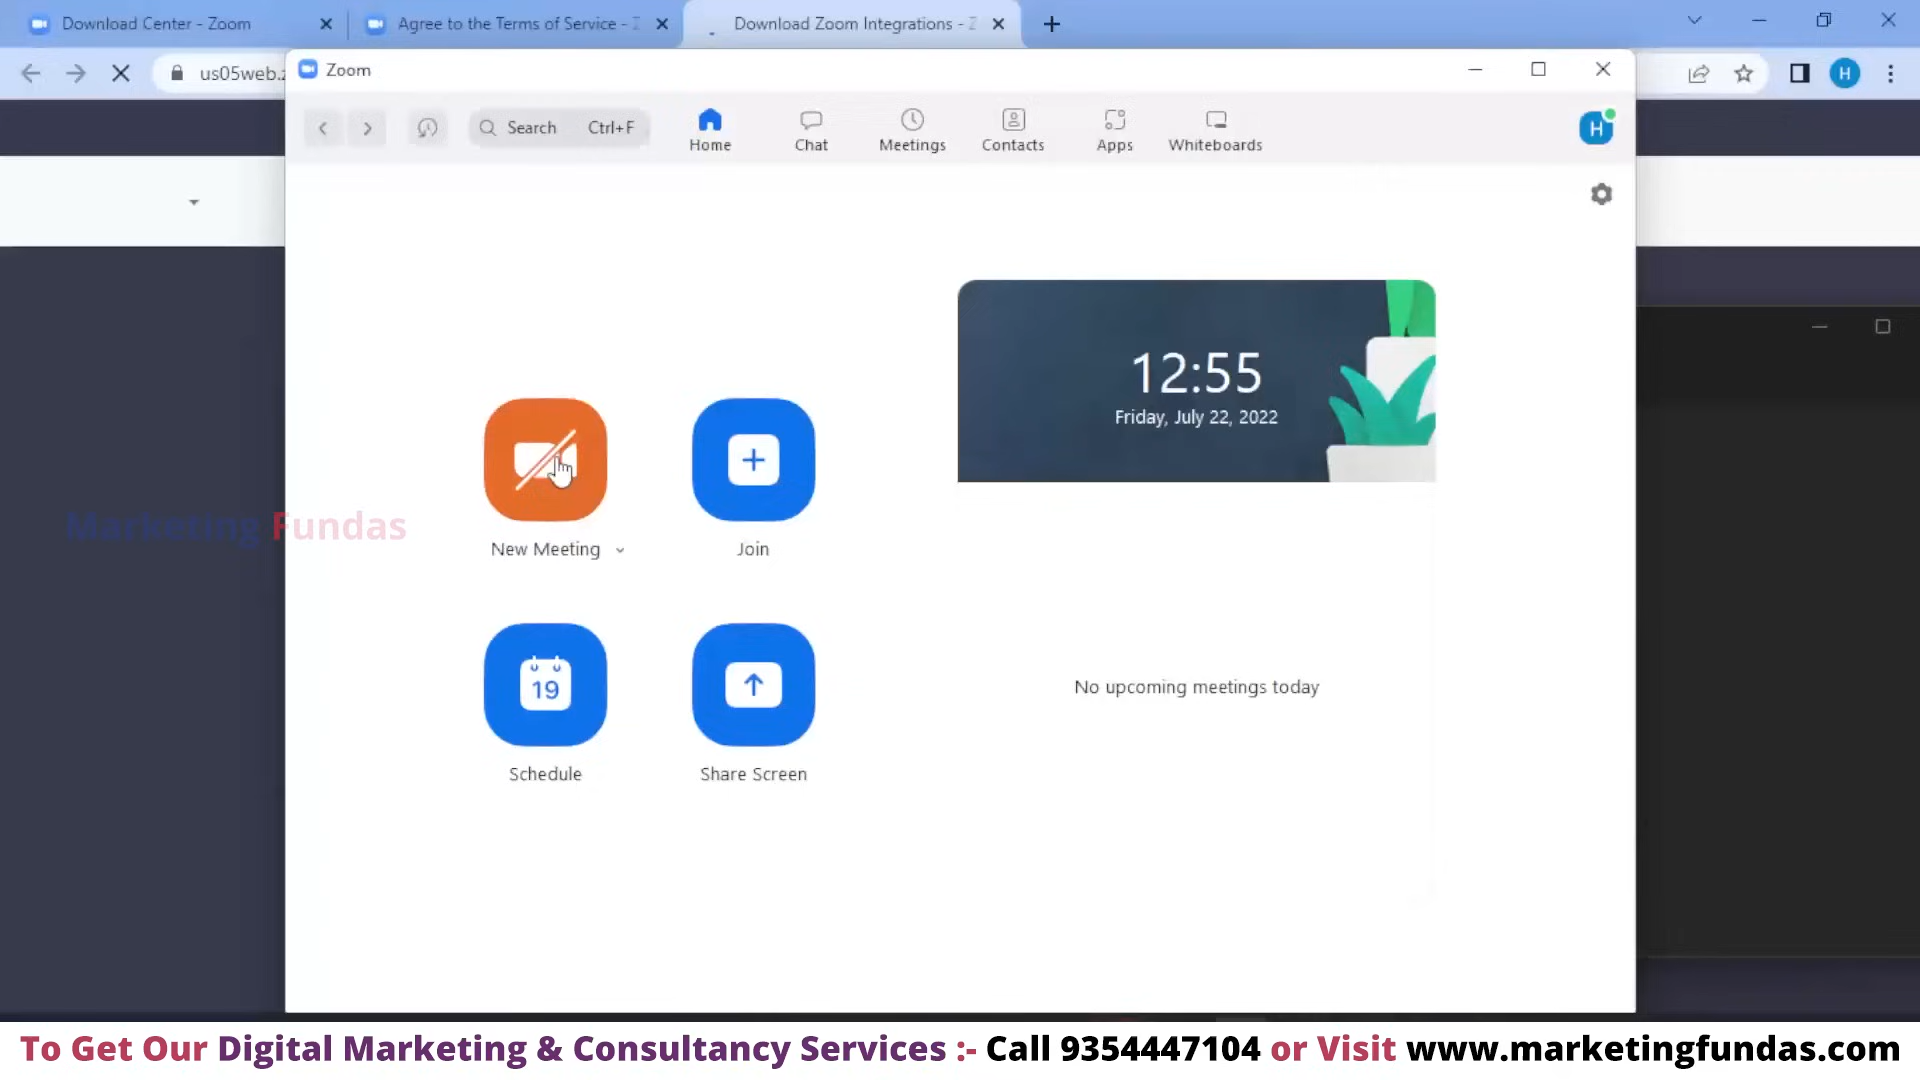 Download Center - Zoom
Agree to the Terms of Service - Z
Download Zoom Integrations - Z
us05web.z
H
Zoom
Search Ctrl+F
Home
Chat
Meetings
Contacts
Apps
Whiteboards
H
12:55
Friday, July 22, 2022
New Meeting
Join
Marketing Fundas
19
Schedule
Share Screen
No upcoming meetings today
To Get Our Digital Marketing & Consultancy Services :- Call 9354447104 or Visit www.marketingfundas.com